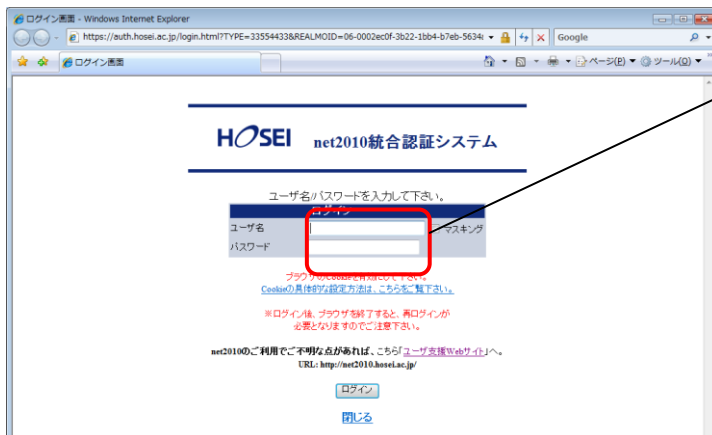 ログイン画面 - Windows Internet Explorer
https://auth.hosei.ac.jp/login.html?TYPE=33554433&REALMOID=06-0002ec0f-3b22-1bb4-b7eb-5634
Google
ログイン画面
ページ(P) ツール(O)
HOSEI net2010統合認証システム
ユーザ名/パスワードを入力して下さい。
ログイン
ユーザ名
マスキング
パスワード
ブラウザのCookieを有効にして下さい。
Cookieの具体的な設定方法は、こちらをご覧下さい。
※ログイン後、ブラウザを終了すると、再ログインが
必要となりますのでご注意下さい。
net2010のご利用でご不明な点があれば、こちら「ユーザ支援Webサイト」へ。
URL: http://net2010.hosei.ac.jp/
ログイン
閉じる